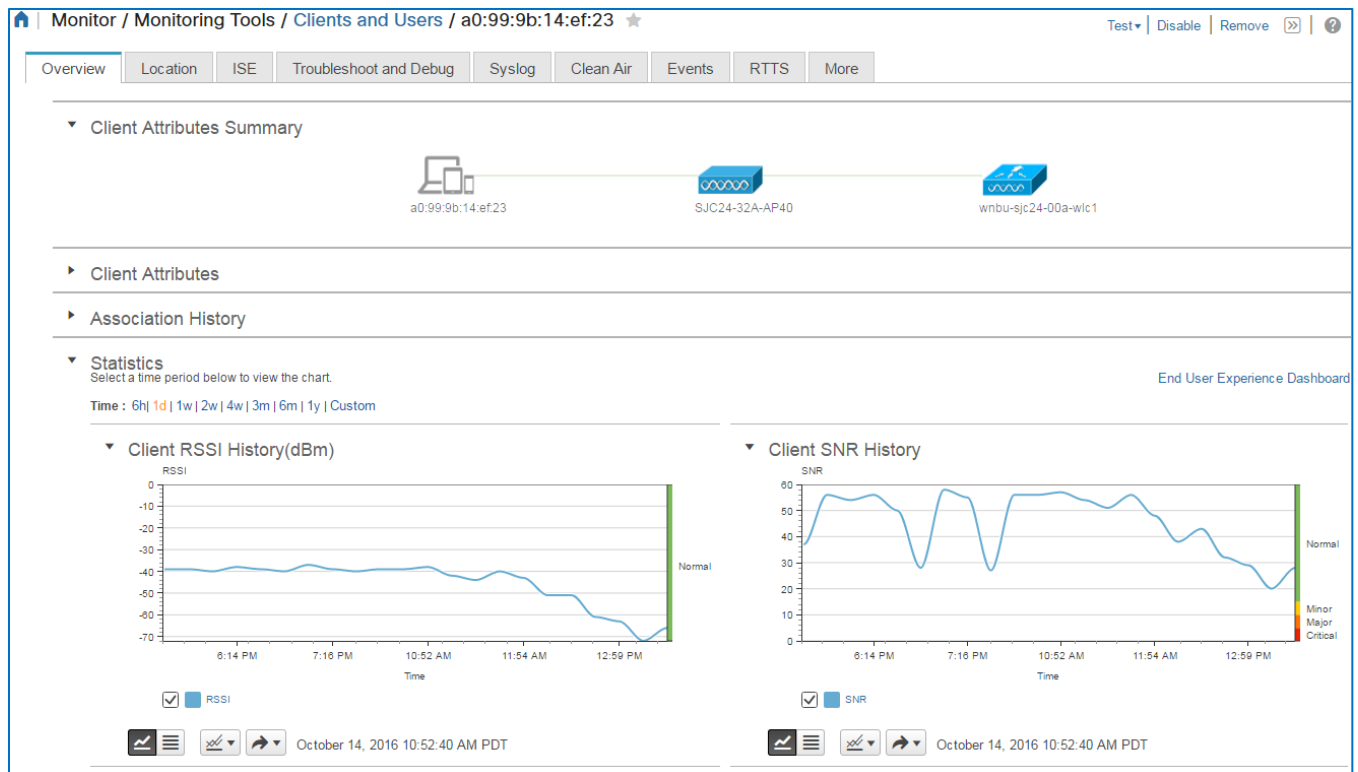 Monitor / Monitoring Tools / Clients and Users / a0:99:9b:14:ef:23
Test | Disable | Remove
Overview Location ISE Troubleshoot and Debug Syslog Clean Air Events RTTS More
Client Attributes Summary
a0:99:9b:14:ef:23 SJC24-32A-AP40 wnbu-sjc24-00a-wlc1
Client Attributes
Association History
Statistics
Select a time period below to view the chart.
End User Experience Dashboard
Time : 6h| 1d | 1w | 2w | 4w | 3m | 6m | 1y | Custom
Client RSSI History(dBm)
RSSI
0
-10
-20
-30
-40
-50
-60
-70
Normal
6:14 PM 7:16 PM 10:52 AM 11:54 AM 12:59 PM
Time
RSSI
October 14, 2016 10:52:40 AM PDT
Client SNR History
SNR
60
50
40
30
20
10
0
Normal
Minor
Major
Critical
6:14 PM 7:16 PM 10:52 AM 11:54 AM 12:59 PM
Time
SNR
October 14, 2016 10:52:40 AM PDT